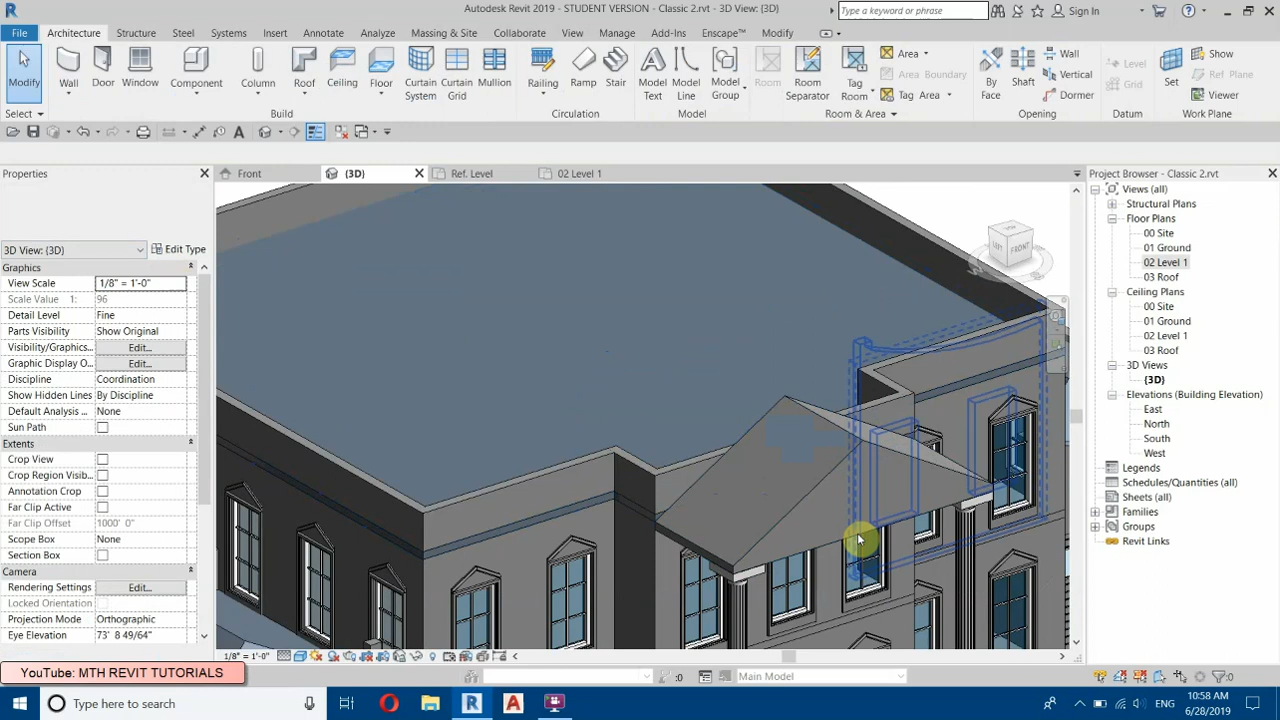 Autodesk Revit 2019 - STUDENT VERSION - Classic 2.rvt - 3D View: {3D}
Type a keyword or phrase
Sign In
File Architecture Structure Steel Systems Insert Annotate Analyze Massing & Site Collaborate View Manage Add-Ins Enscape™ Modify
Modify Wall Door Window Component Column Roof Ceiling Floor Curtain System Curtain Grid Mullion Railing Ramp Stair Model Text Model Line Model Group Room Room Separator Tag Room Area Area Boundary Tag Area By Face Shaft Wall Vertical Dormer Level Grid Set Show Ref Plane Viewer
Select Build Circulation Model Room & Area Opening Datum Work Plane
Properties
Front {3D} Ref. Level 02 Level 1
Project Browser - Classic 2.rvt
3D View: {3D} Edit Type
Graphics
View Scale 1/8" = 1'-0"
Scale Value 1: 96
Detail Level Fine
Parts Visibility Show Original
Visibility/Graphics... Edit...
Graphic Display O... Edit...
Discipline Coordination
Show Hidden Lines By Discipline
Default Analysis ... None
Sun Path
Extents
Crop View
Crop Region Visib...
Annotation Crop
Far Clip Active
Far Clip Offset 1000' 0"
Scope Box None
Section Box
Camera
Rendering Settings Edit...
Locked Orientation
Projection Mode Orthographic
Eye Elevation 73' 8 49/64"
FRONT
Views (all)
Structural Plans
Floor Plans
00 Site
01 Ground
02 Level 1
03 Roof
Ceiling Plans
00 Site
01 Ground
02 Level 1
03 Roof
3D Views
{3D}
Elevations (Building Elevation)
East
North
South
West
Legends
Schedules/Quantities (all)
Sheets (all)
Families
Groups
Revit Links
1/8" = 1'-0"
YouTube: MTH REVIT TUTORIALS
:0 Main Model :0
Type here to search
ENG
10:58 AM
6/28/2019